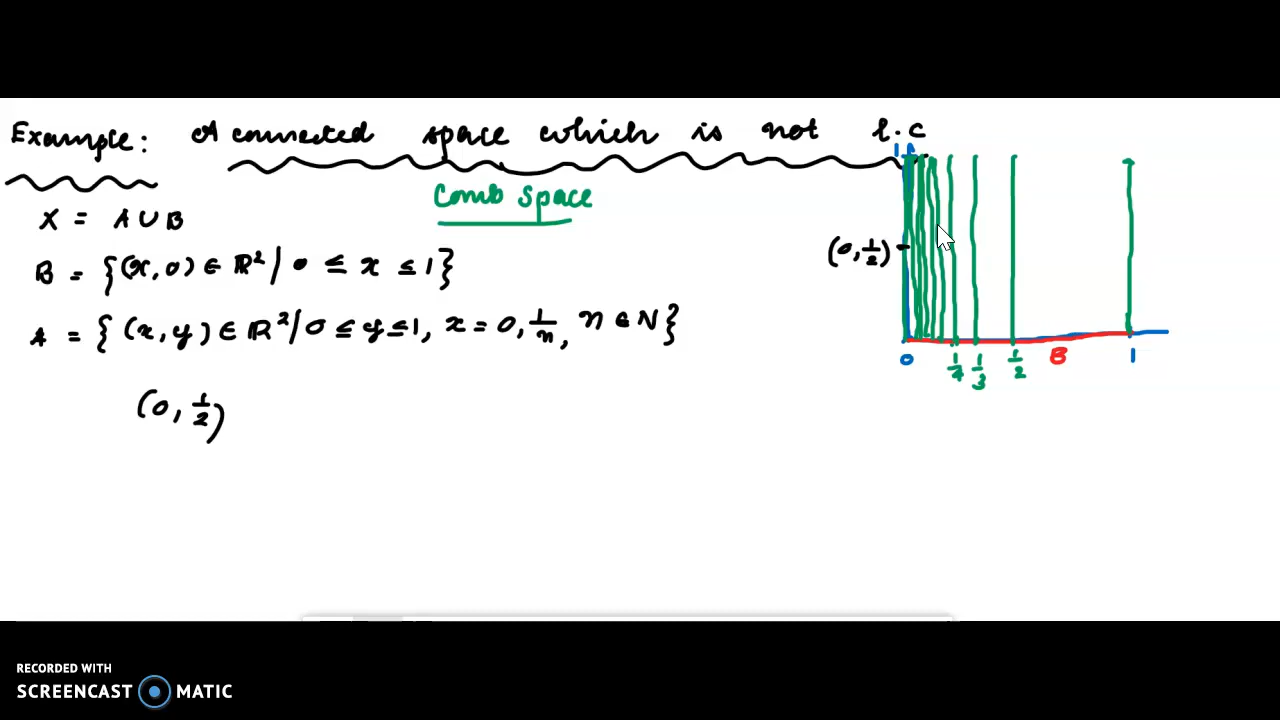 Example: A connected space which is not l.c
Comb Space
X = A ∪ B
B = {(x, 0) ∈ ℝ² / 0 ≤ x ≤ 1}
A = {(x, y) ∈ ℝ² / 0 ≤ y ≤ 1, x = 0, 1/n, n ∈ N}
(0, 1/2)
1
(0, 1/2)
0 1/4 1/3 1/2 B 1
RECORDED WITH
SCREENCAST MATIC